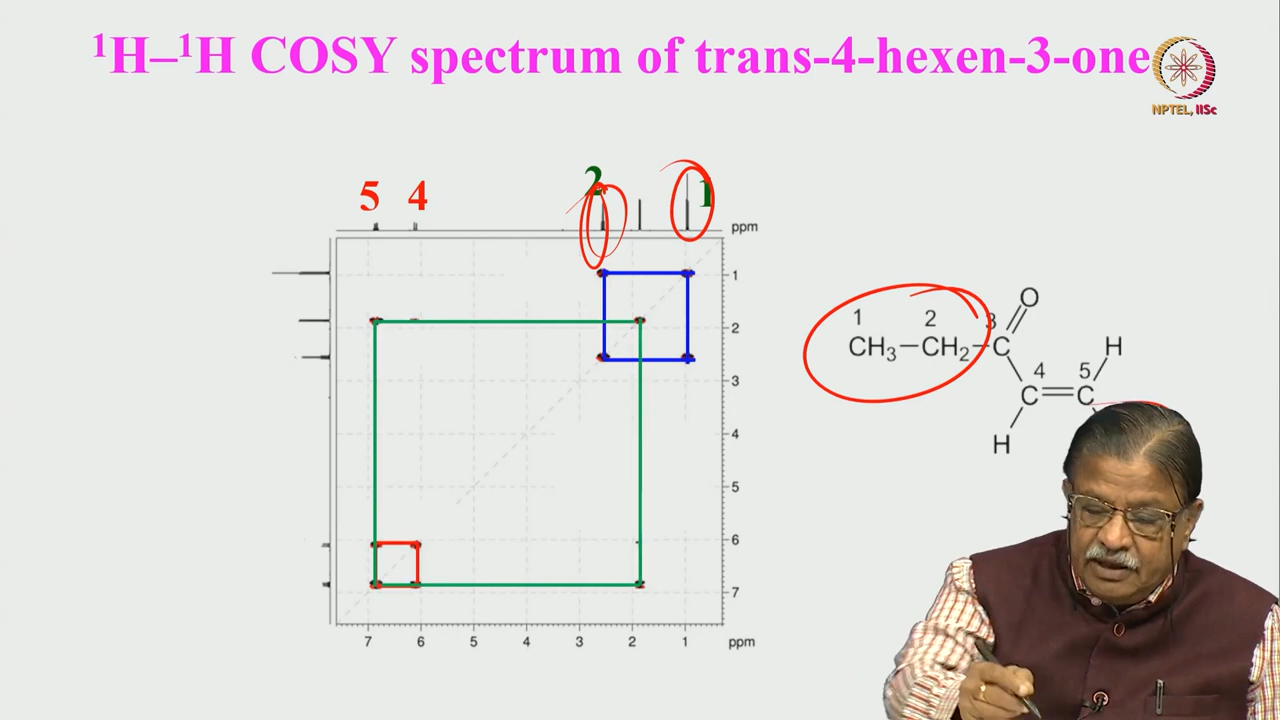 ¹H–¹H COSY spectrum of trans-4-hexen-3-one
NPTEL, IISc
5 4 2 1
ppm
1
2
3
4
5
6
7
7 6 5 4 3 2 1 ppm
O
1 2 3
CH₃ CH₂ C H
4 5
C C
H